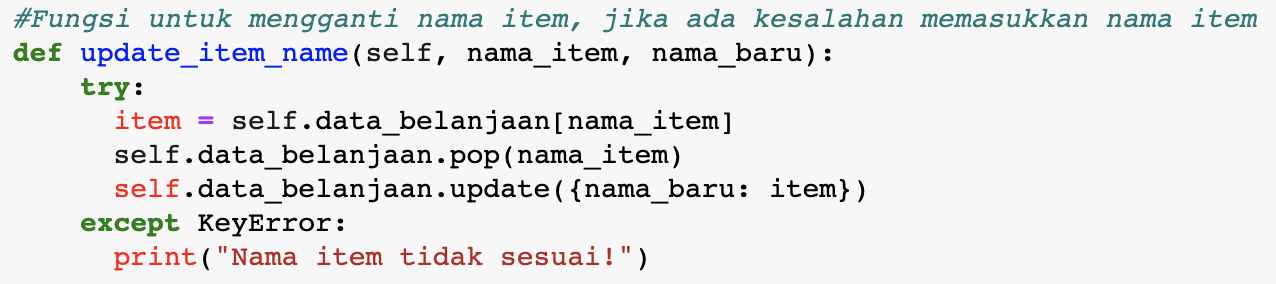 #Fungsi untuk mengganti nama item, jika ada kesalahan memasukkan nama item
def update_item_name(self, nama_item, nama_baru):
    try:
      item = self.data_belanjaan[nama_item]
      self.data_belanjaan.pop(nama_item)
      self.data_belanjaan.update({nama_baru: item})
    except KeyError:
      print("Nama item tidak sesuai!")